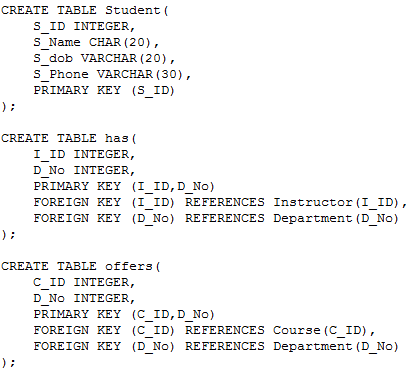 CREATE TABLE Student(
S_ID INTEGER,
S_Name CHAR(20),
S_dob VARCHAR(20),
S_Phone VARCHAR(30),
PRIMARY KEY (S_ID)
);
CREATE TABLE has(
I_ID INTEGER,
D_No INTEGER,
PRIMARY KEY (I_ID,D_No)
FOREIGN KEY (I_ID) REFERENCES Instructor(I_ID),
FOREIGN KEY (D_No) REFERENCES Department(D_No)
);
CREATE TABLE offers(
C_ID INTEGER,
D_No INTEGER,
PRIMARY KEY (C_ID,D_No)
FOREIGN KEY (C_ID) REFERENCES Course(C_ID),
FOREIGN KEY (D_No) REFERENCES Department(D_No)
);